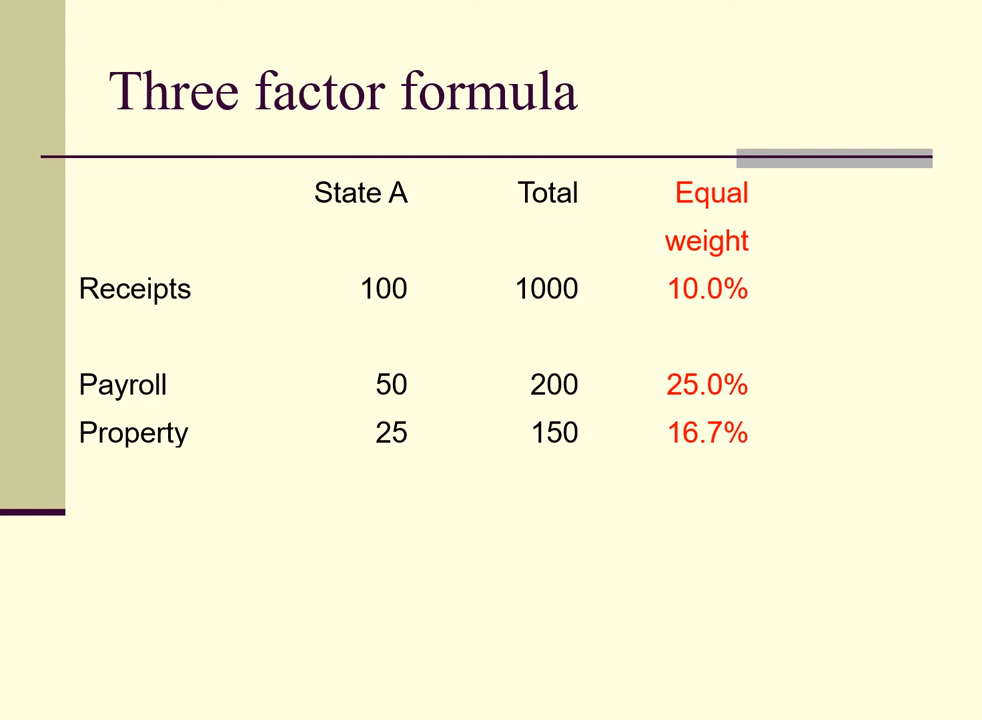 Three factor formula
State A Total Equal
weight
Receipts 100 1000 10.0%
Payroll 50 200 25.0%
Property 25 150 16.7%